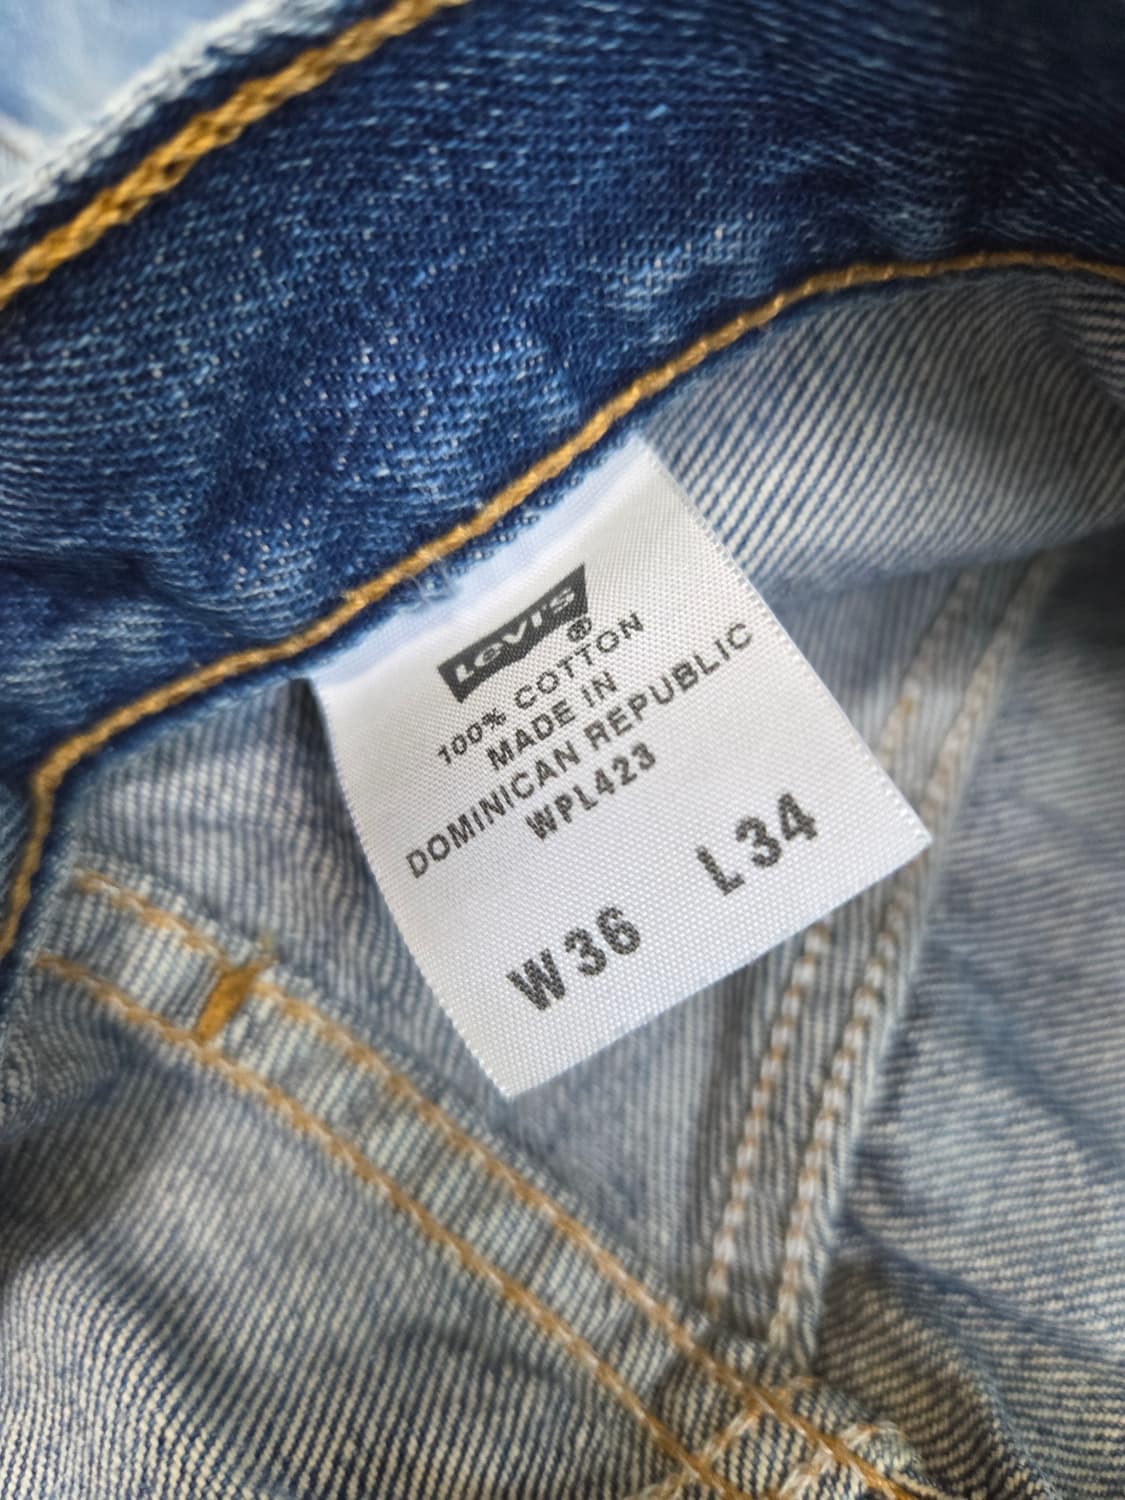 Levi's®
100% COTTON
MADE IN
DOMINICAN REPUBLIC
WPL423
W36 L34